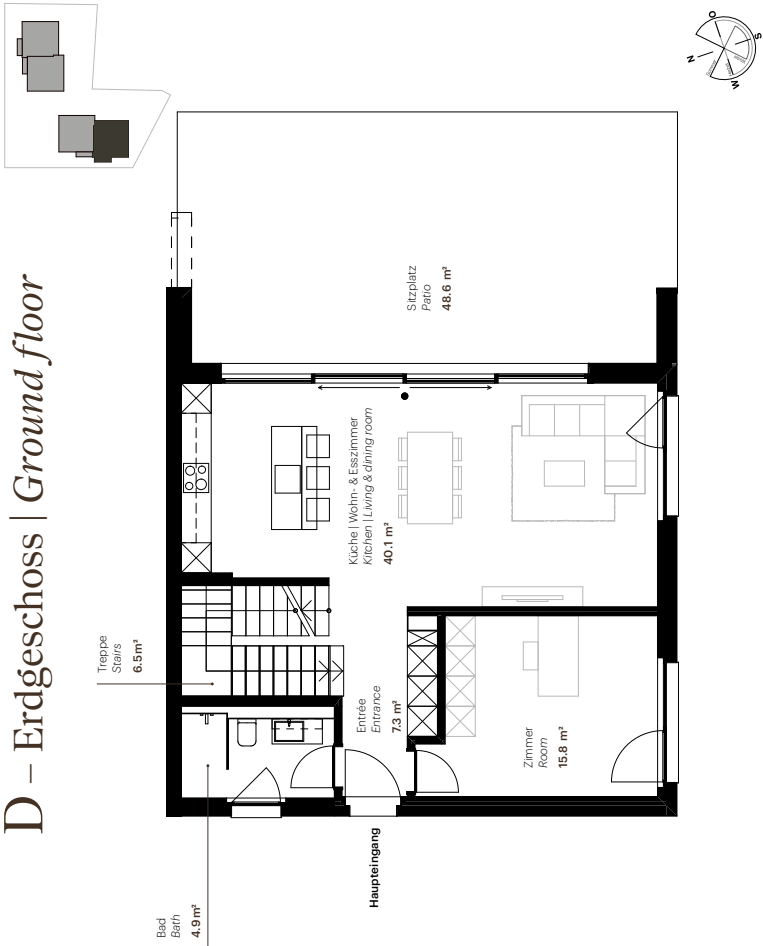 D – Erdgeschoss | Ground floor
O
S
N
W
Sitzplatz
Patio
48.6 m²
Küche | Wohn- & Esszimmer
Kitchen | Living & dining room
40.1 m²
Treppe
Stairs
6.5 m²
Entrée
Entrance
7.3 m²
Zimmer
Room
15.8 m²
Bad
Bath
4.9 m²
Haupteingang